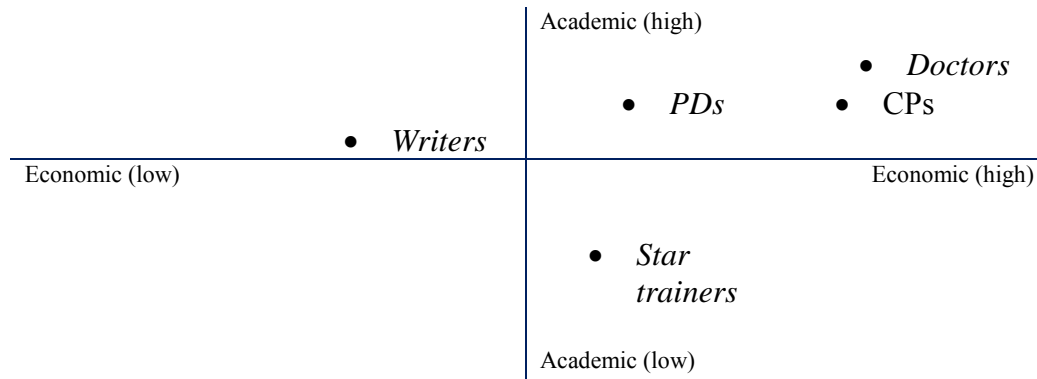 Academic (high)
• Doctors
• PDs
• CPs
• Writers
Economic (low)
Economic (high)
• Star
trainers
Academic (low)